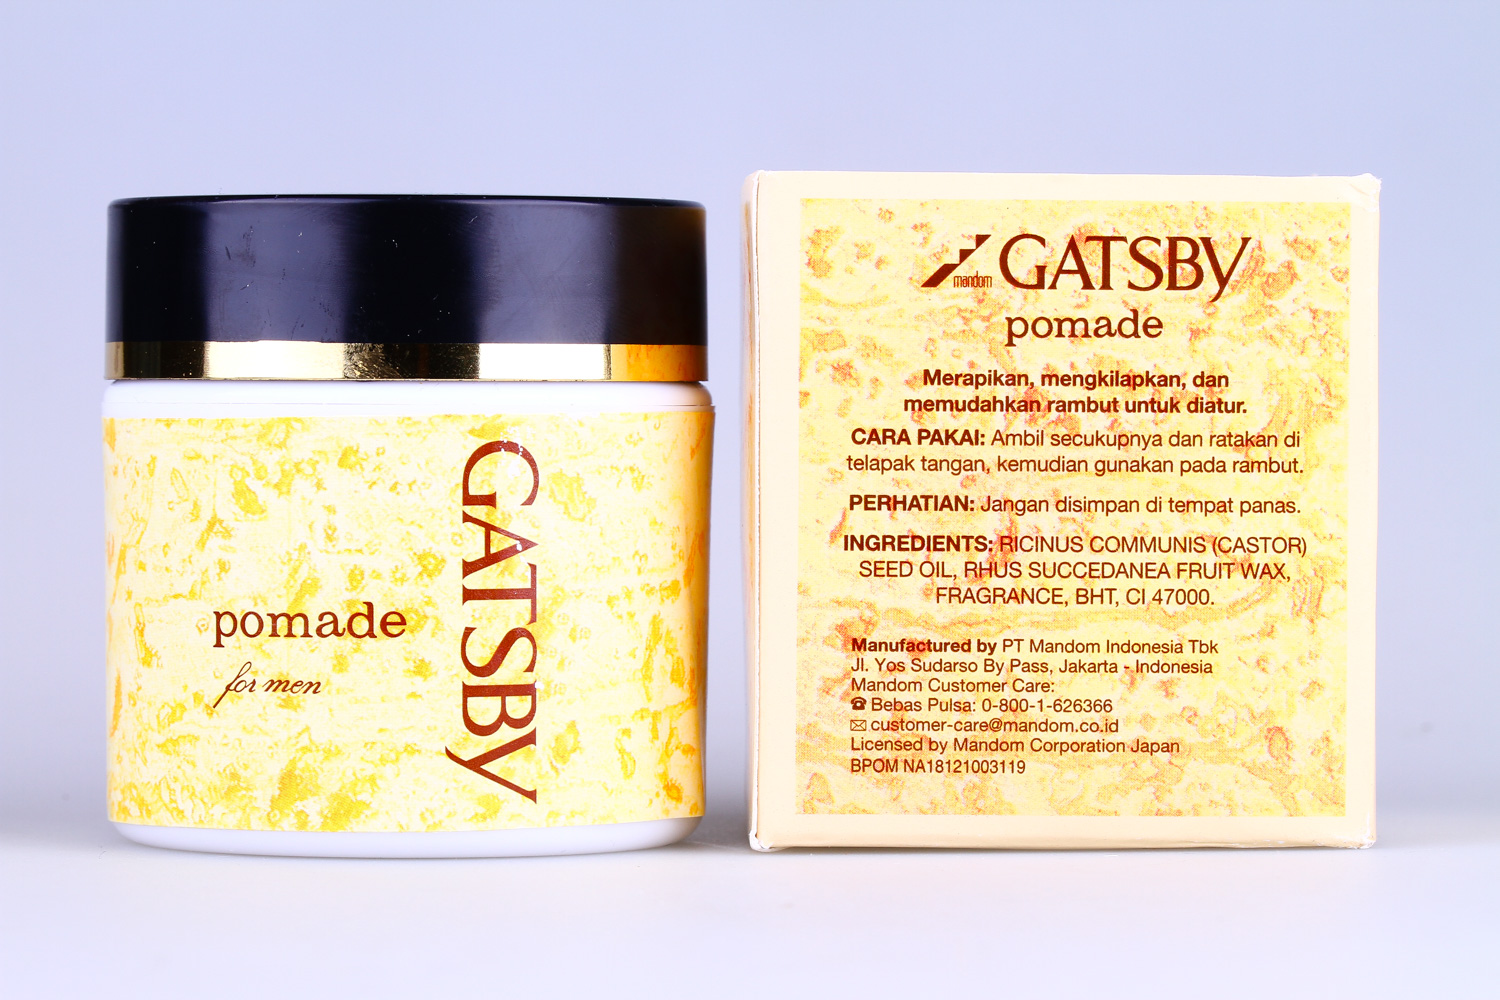 pomade
for men
GATSBY
mandom GATSBY
pomade
Merapikan, mengkilapkan, dan
memudahkan rambut untuk diatur.
CARA PAKAI: Ambil secukupnya dan ratakan di
telapak tangan, kemudian gunakan pada rambut.
PERHATIAN: Jangan disimpan di tempat panas.
INGREDIENTS: RICINUS COMMUNIS (CASTOR)
SEED OIL, RHUS SUCCEDANEA FRUIT WAX,
FRAGRANCE, BHT, CI 47000.
Manufactured by PT Mandom Indonesia Tbk
Jl. Yos Sudarso By Pass, Jakarta - Indonesia
Mandom Customer Care:
☎ Bebas Pulsa: 0-800-1-626366
✉ customer-care@mandom.co.id
Licensed by Mandom Corporation Japan
BPOM NA18121003119